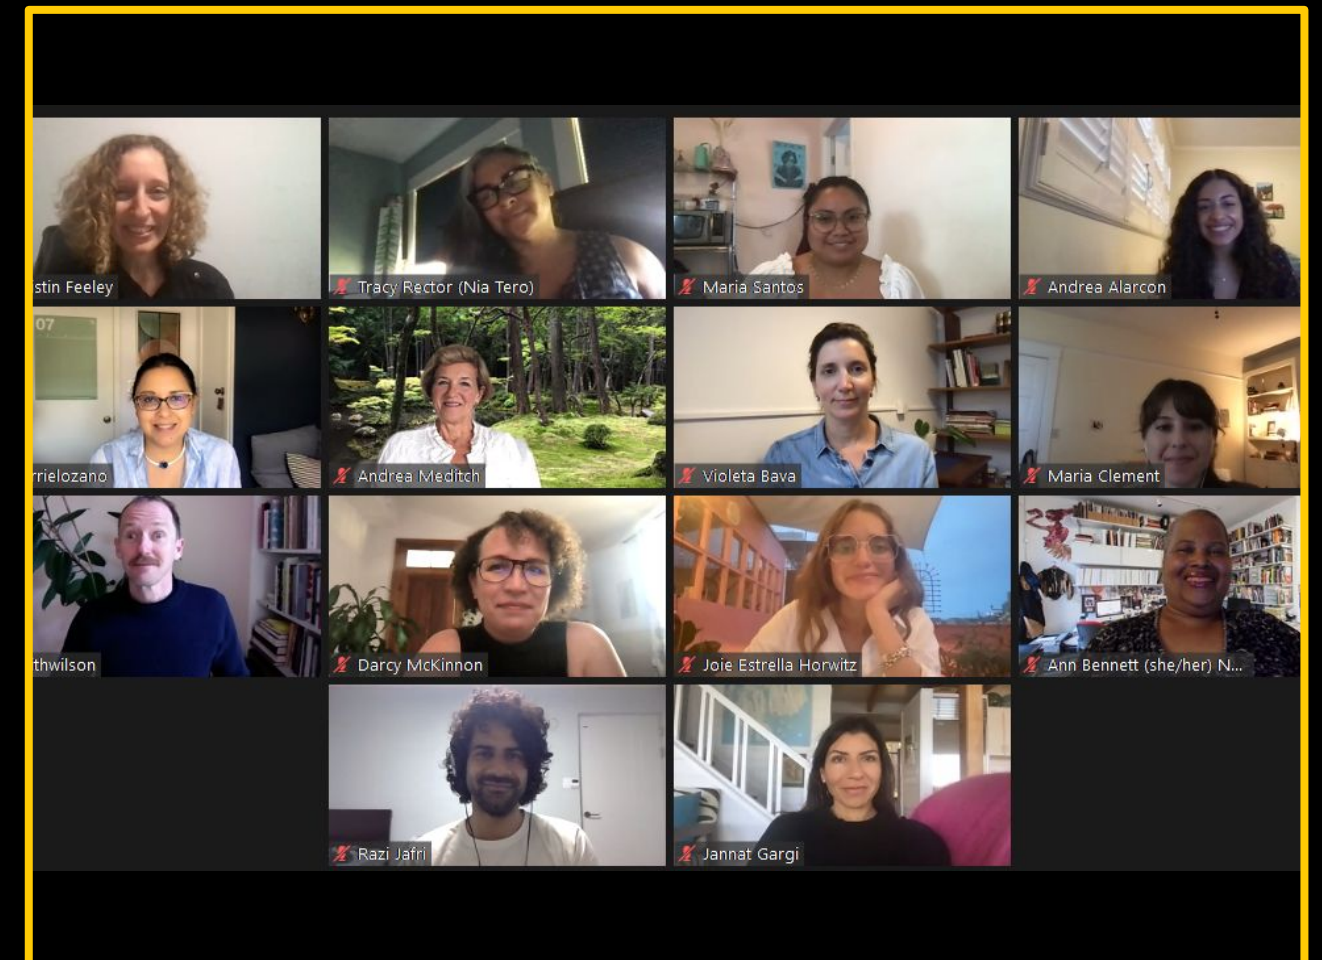 stin Feeley
Tracy Rector (Nia Tero)
Maria Santos
Andrea Alarcon
07
rrielozano
Andrea Meditch
Violeta Bava
Maria Clement
thwilson
Darcy McKinnon
Joie Estrella Horwitz
Ann Bennett (she/her) N...
Razi Jafri
Jannat Gargi